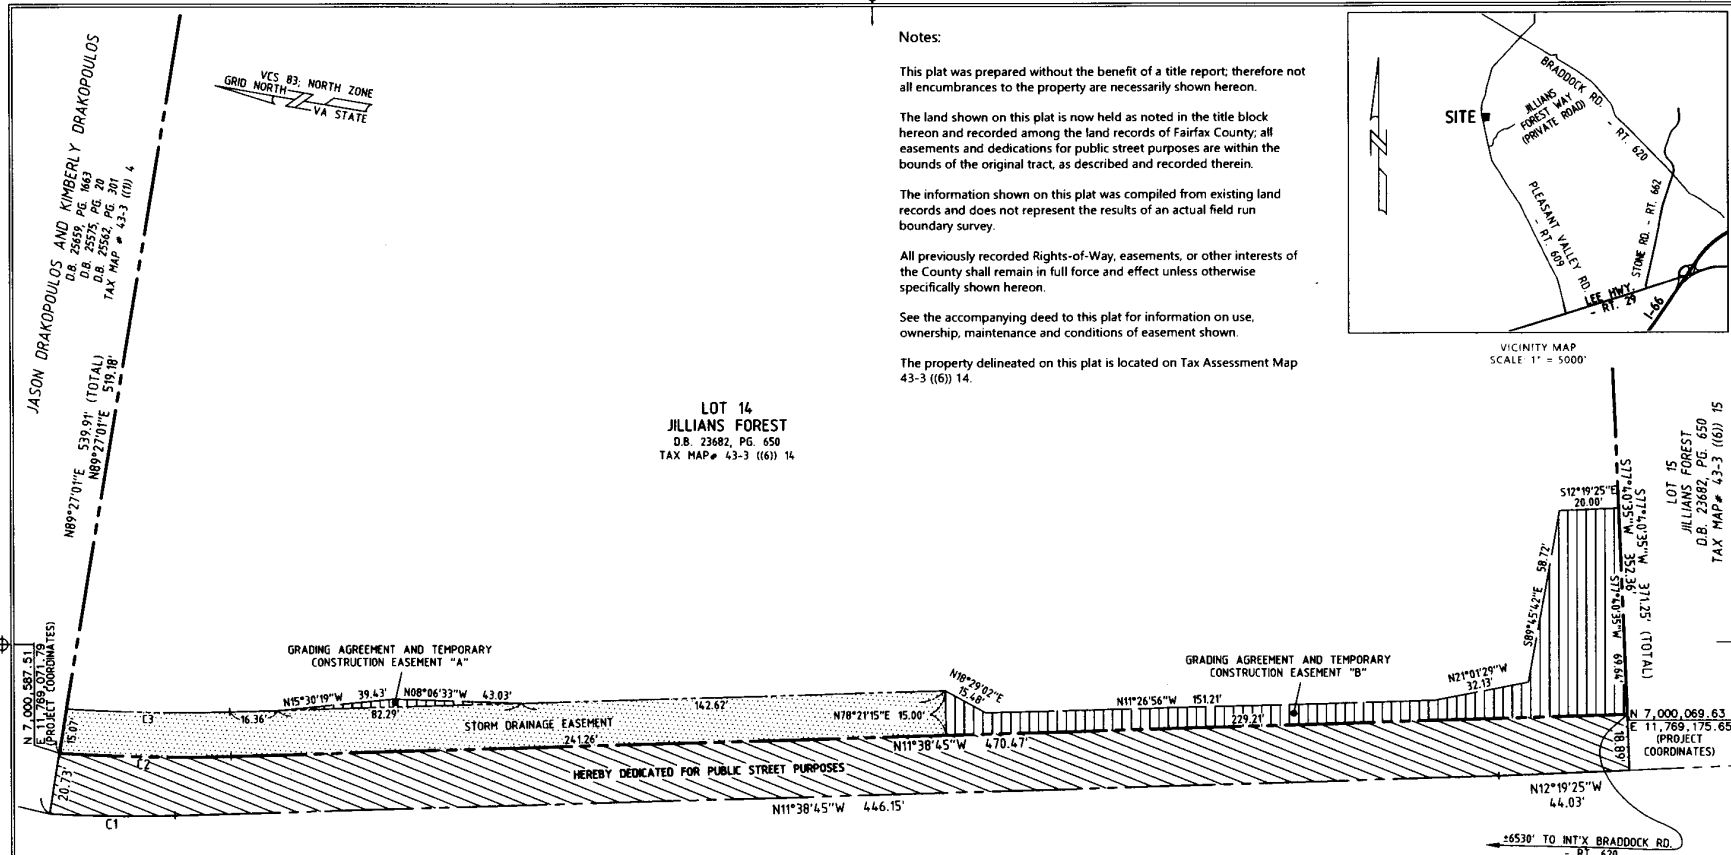 JASON DRAKOPOULOS AND KIMBERLY DRAKOPOULOS
D.B. 25659, PG. 1663
D.B. 25575, PG. 20
D.B. 25562, PG. 301
TAX MAP # 43-3 ((1)) 4
N89°27'01"E 539.91' (TOTAL)
N89°27'01"E 519.18'
VCS 83; NORTH ZONE
GRID NORTH
VA STATE
Notes:
This plat was prepared without the benefit of a title report; therefore not
all encumbrances to the property are necessarily shown hereon.
The land shown on this plat is now held as noted in the title block
hereon and recorded among the land records of Fairfax County; all
easements and dedications for public street purposes are within the
bounds of the original tract, as described and recorded therein.
The information shown on this plat was compiled from existing land
records and does not represent the results of an actual field run
boundary survey.
All previously recorded Rights-of-Way, easements, or other interests of
the County shall remain in full force and effect unless otherwise
specifically shown hereon.
See the accompanying deed to this plat for information on use,
ownership, maintenance and conditions of easement shown.
The property delineated on this plat is located on Tax Assessment Map
43-3 ((6)) 14.
SITE
JILLIANS
FOREST WAY
(PRIVATE ROAD)
BRADDOCK RD.
- RT. 620
PLEASANT VALLEY RD.
- RT. 609
STONE RD. - RT. 662
LEE HWY.
- RT. 29
I-66
VICINITY MAP
SCALE: 1" = 5000'
LOT 14
JILLIANS FOREST
D.B. 23682, PG. 650
TAX MAP# 43-3 ((6)) 14
LOT 15
JILLIANS FOREST
D.B. 23682, PG. 650
TAX MAP# 43-3 ((6)) 15
S77°40'35"W 371.25' (TOTAL)
S77°40'35"W 352.36'
S77°40'35"W 69.64'
S12°19'25"E
20.00'
S89°45'42"E 58.72'
N21°01'29"W
32.13'
GRADING AGREEMENT AND TEMPORARY
CONSTRUCTION EASEMENT "A"
GRADING AGREEMENT AND TEMPORARY
CONSTRUCTION EASEMENT "B"
N 7,000,587.51
E 11,769,071.79
(PROJECT COORDINATES)
15.07'
C3
16.36'
N15°30'19"W 39.43'
N08°06'33"W 43.03'
82.29'
142.62'
STORM DRAINAGE EASEMENT
241.26'
N18°29'02"E
15.48'
N78°21'15"E 15.00'
N11°26'56"W 151.21'
229.21'
N 7,000,069.63
E 11,769,175.65
(PROJECT
COORDINATES)
18.89'
20.73'
C2
N11°38'45"W 470.47'
HEREBY DEDICATED FOR PUBLIC STREET PURPOSES
C1
N11°38'45"W 446.15'
N12°19'25"W
44.03'
±6530' TO INT'X BRADDOCK RD.
- RT. 620